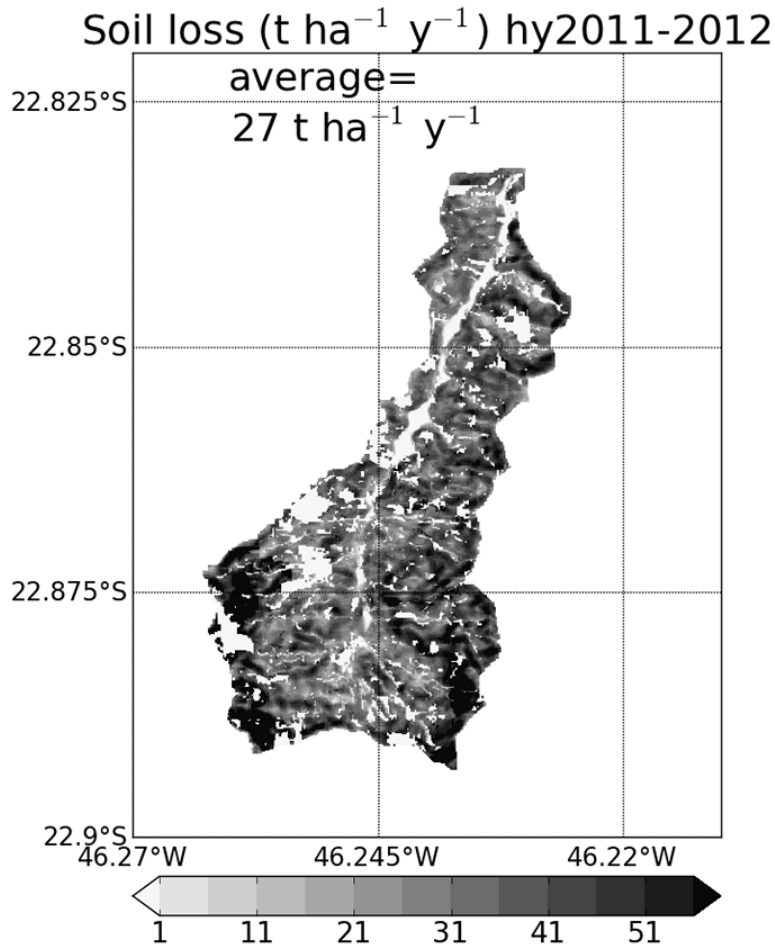 Soil loss (t ha⁻¹ y⁻¹) hy2011-2012
average=
27 t ha⁻¹ y⁻¹
22.825°S
22.85°S
22.875°S
22.9°S
46.27°W 46.245°W 46.22°W
1 11 21 31 41 51